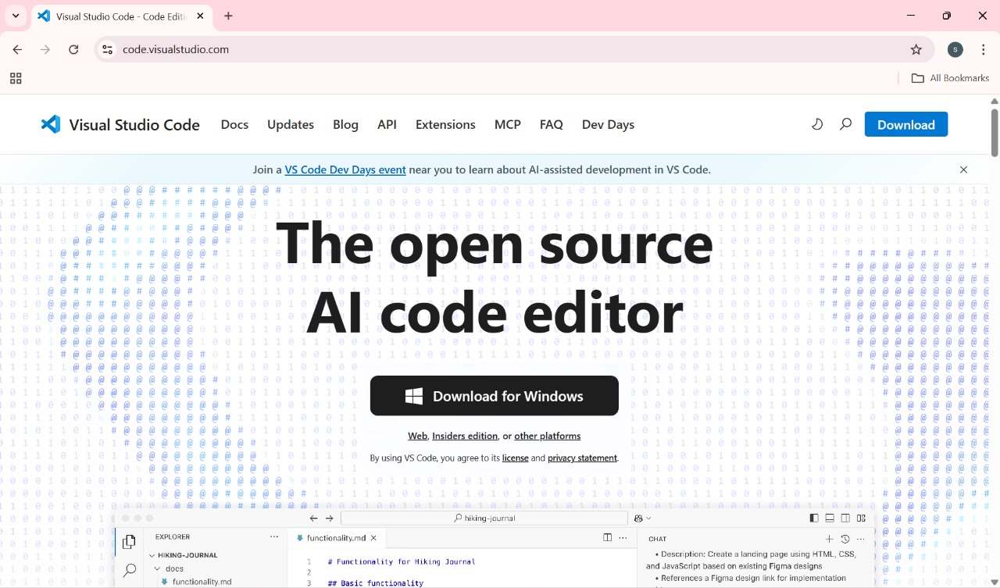 Visual Studio Code - Code Editi
code.visualstudio.com
S
All Bookmarks
Visual Studio Code Docs Updates Blog API Extensions MCP FAQ Dev Days Download
Join a VS Code Dev Days event near you to learn about AI-assisted development in VS Code.
The open source
AI code editor
Download for Windows
Web, Insiders edition, or other platforms
By using VS Code, you agree to its license and privacy statement.
hiking-journal
EXPLORER
functionality.md
CHAT
HIKING-JOURNAL
docs
functionality.md
1 # Functionality for Hiking Journal
2
3 ## Basic functionality
• Description: Create a landing page using HTML, CSS,
and JavaScript based on existing Figma designs
• References a Figma design link for implementation